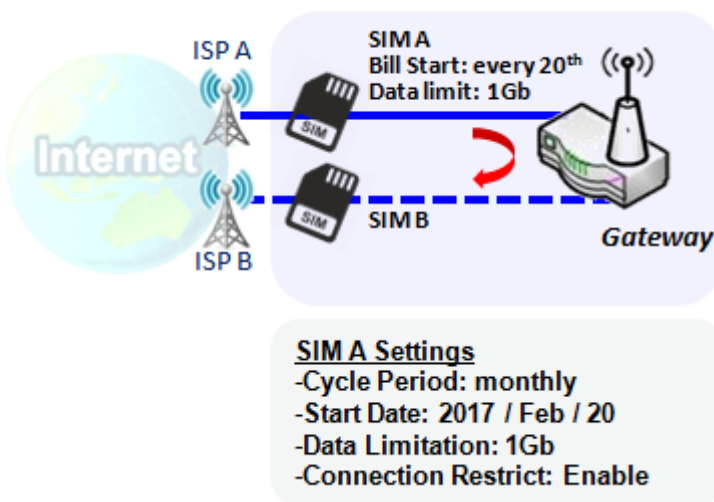 ISP A
SIM A
Bill Start: every 20th
Data limit: 1Gb
SIM
Internet
SIM
SIM B
ISP B
Gateway
SIM A Settings
-Cycle Period: monthly
-Start Date: 2017 / Feb / 20
-Data Limitation: 1Gb
-Connection Restrict: Enable